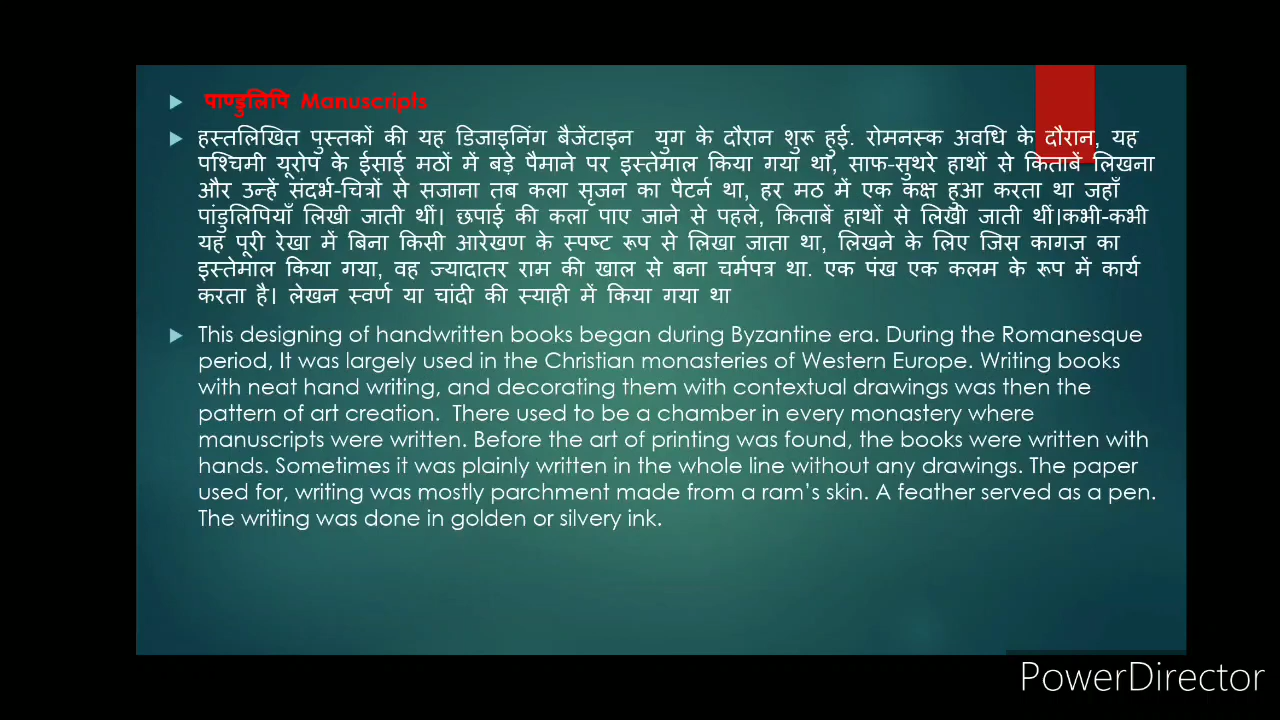 पाण्डुलिपि Manuscripts
हस्तलिखित पुस्तकों की यह डिजाइनिंग बैजेंटाइन युग के दौरान शुरू हुई. रोमनस्क अवधि के दौरान, यह
पश्चिमी यूरोप के ईसाई मठों में बड़े पैमाने पर इस्तेमाल किया गया था, साफ-सुथरे हाथों से किताबें लिखना
और उन्हें संदर्भ-चित्रों से सजाना तब कला सृजन का पैटर्न था, हर मठ में एक कक्ष हुआ करता था जहाँ
पांडुलिपियाँ लिखी जाती थीं। छपाई की कला पाए जाने से पहले, किताबें हाथों से लिखी जाती थीं।कभी-कभी
यह पूरी रेखा में बिना किसी आरेखण के स्पष्ट रूप से लिखा जाता था, लिखने के लिए जिस कागज का
इस्तेमाल किया गया, वह ज्यादातर राम की खाल से बना चर्मपत्र था. एक पंख एक कलम के रूप में कार्य
करता है। लेखन स्वर्ण या चांदी की स्याही में किया गया था
This designing of handwritten books began during Byzantine era. During the Romanesque
period, It was largely used in the Christian monasteries of Western Europe. Writing books
with neat hand writing, and decorating them with contextual drawings was then the
pattern of art creation. There used to be a chamber in every monastery where
manuscripts were written. Before the art of printing was found, the books were written with
hands. Sometimes it was plainly written in the whole line without any drawings. The paper
used for, writing was mostly parchment made from a ram's skin. A feather served as a pen.
The writing was done in golden or silvery ink.
PowerDirector